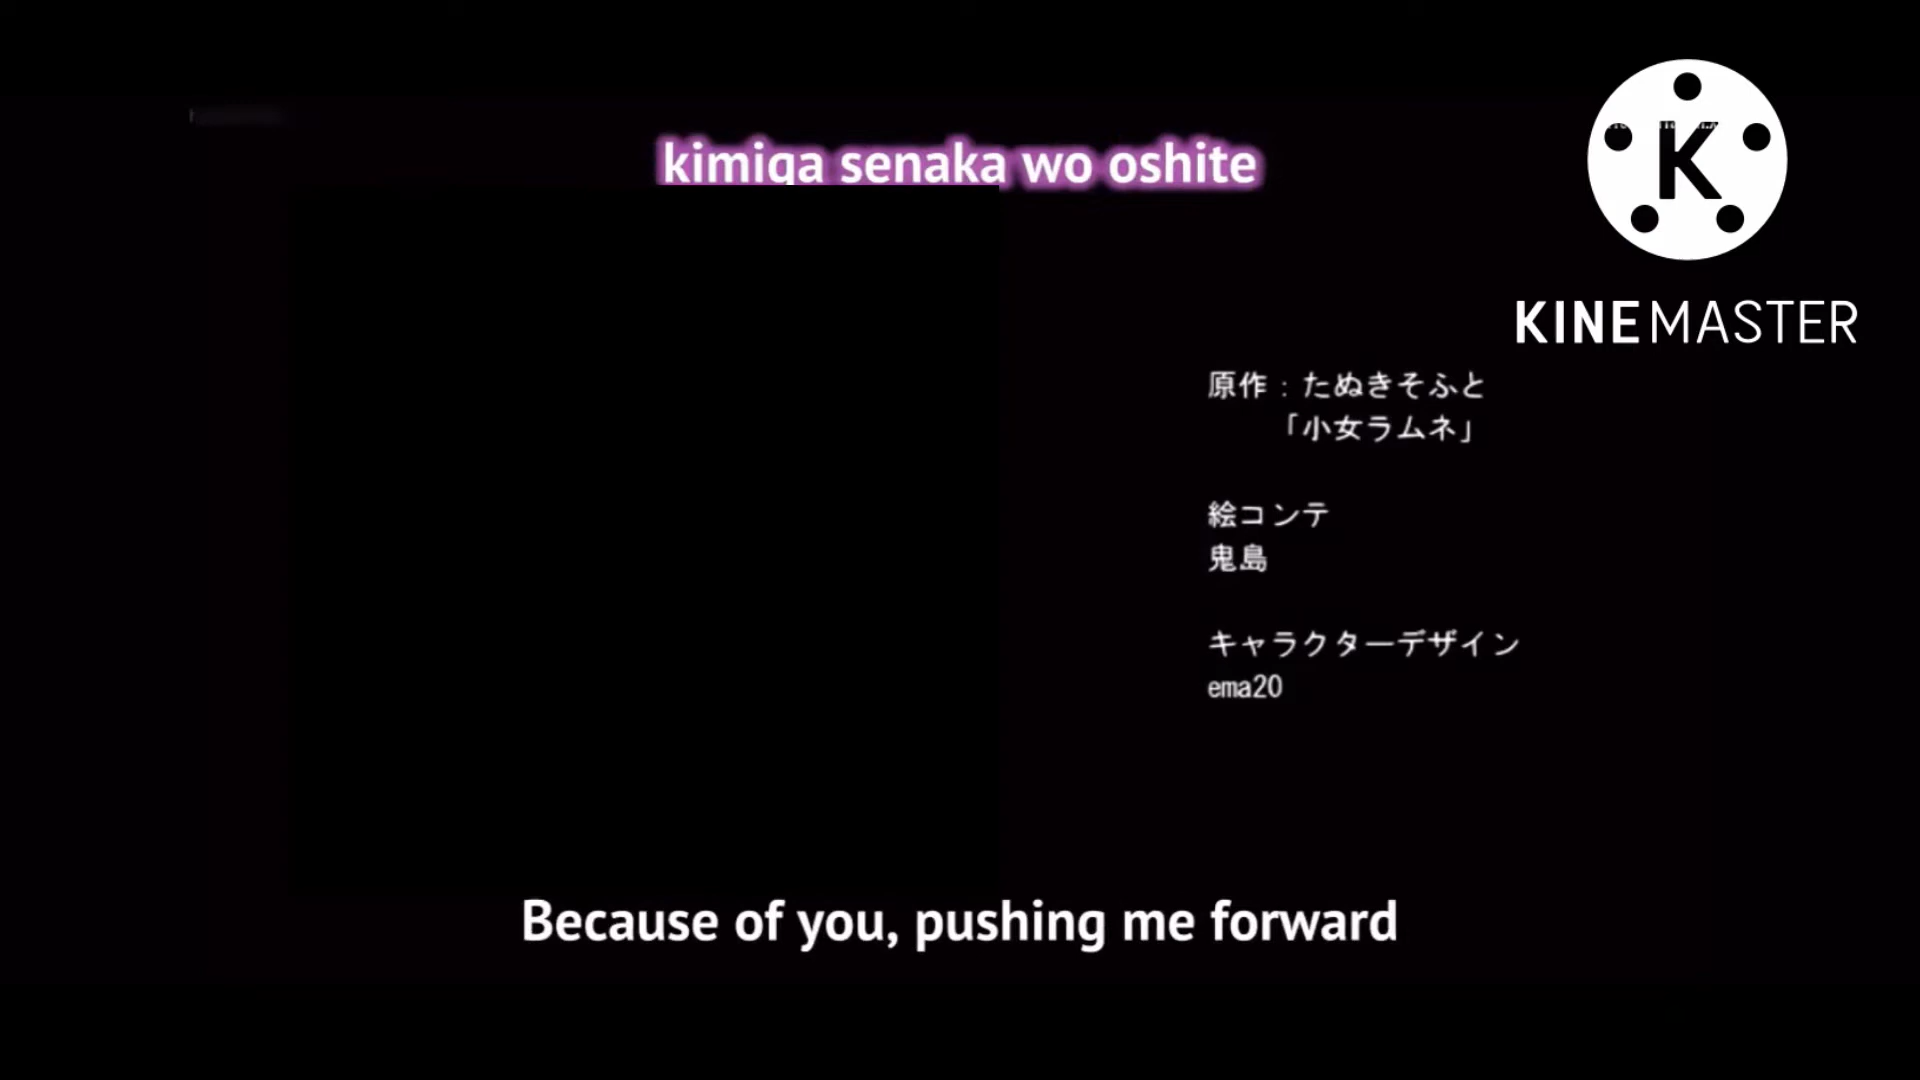 kimiga senaka wo oshite
K
KINEMASTER
原作：たぬきそふと
「小女ラムネ」
絵コンテ
鬼島
キャラクターデザイン
ema20
Because of you, pushing me forward